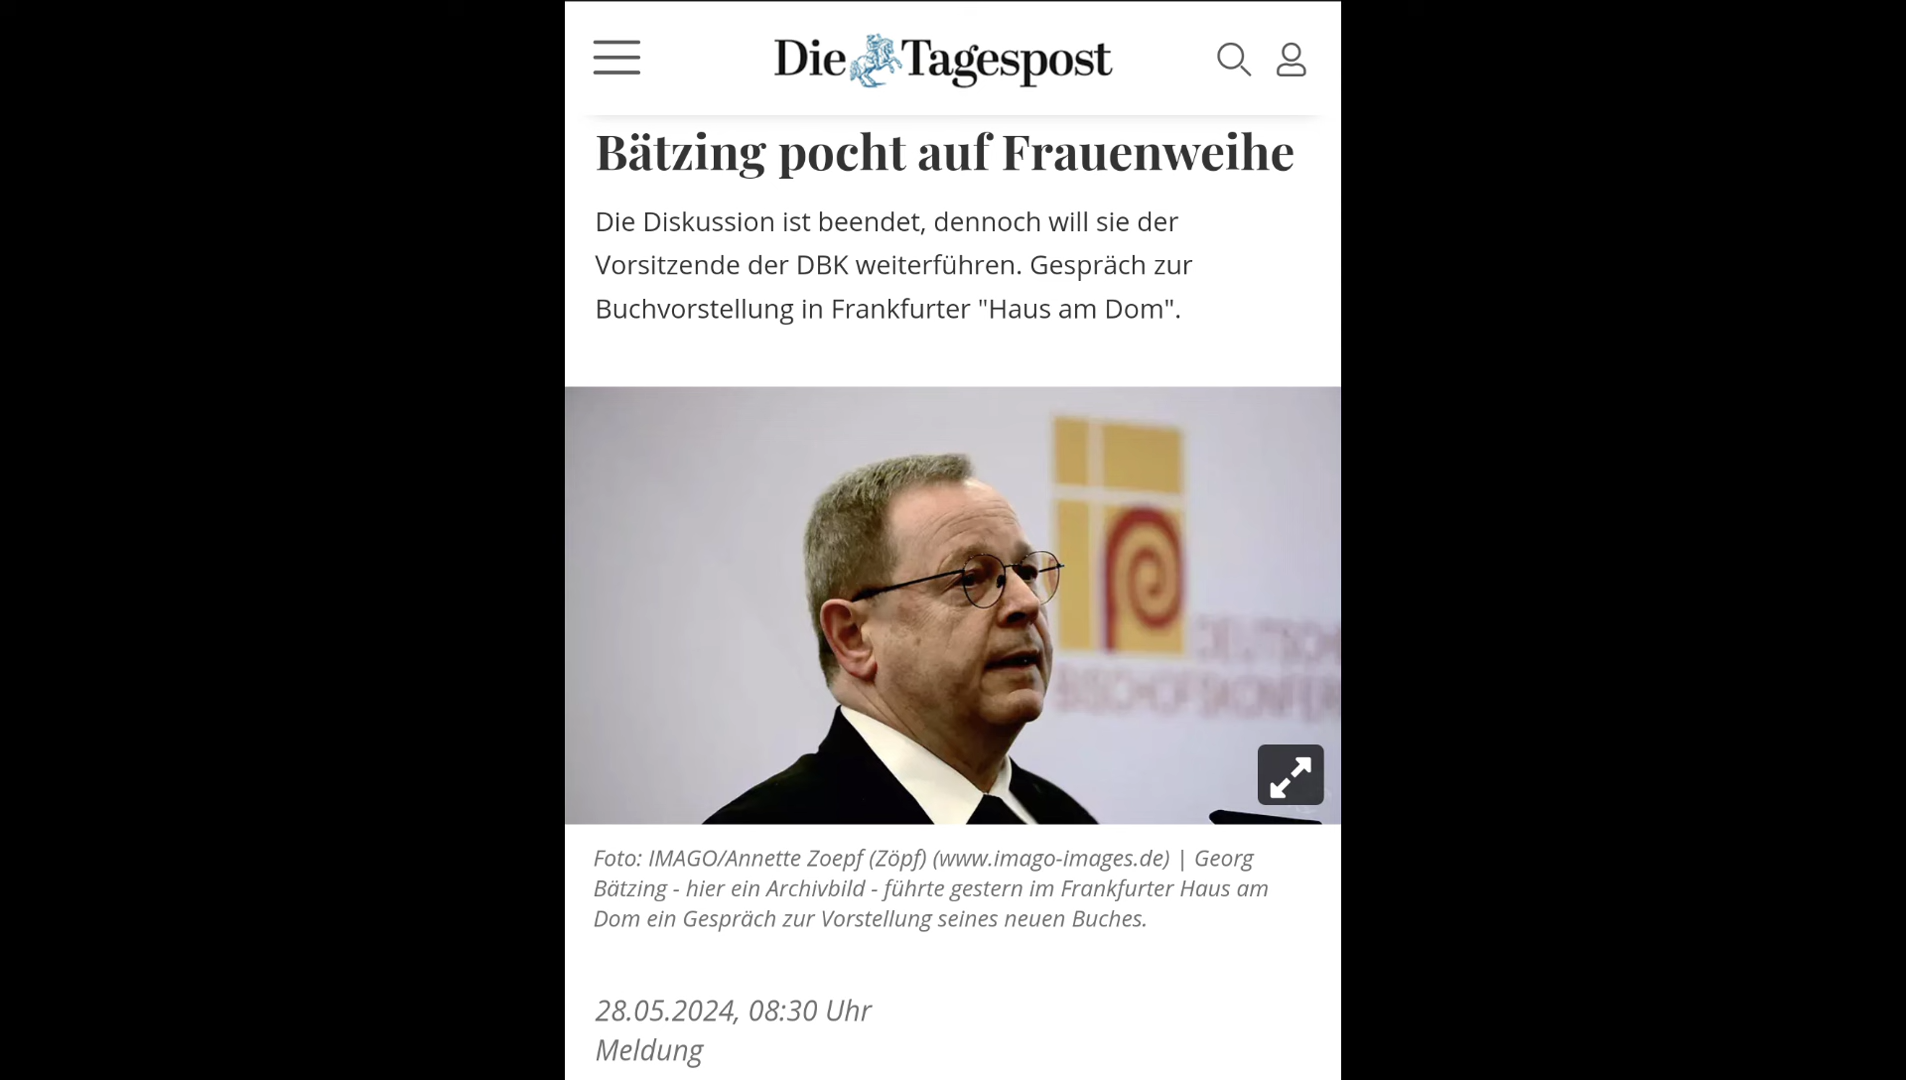 Die Tagespost
Bätzing pocht auf Frauenweihe
Die Diskussion ist beendet, dennoch will sie der
Vorsitzende der DBK weiterführen. Gespräch zur
Buchvorstellung in Frankfurter "Haus am Dom".
DEUTSCHE
BISCHOFSKONFEREN
Foto: IMAGO/Annette Zoepf (Zöpf) (www.imago-images.de) | Georg
Bätzing - hier ein Archivbild - führte gestern im Frankfurter Haus am
Dom ein Gespräch zur Vorstellung seines neuen Buches.
28.05.2024, 08:30 Uhr
Meldung